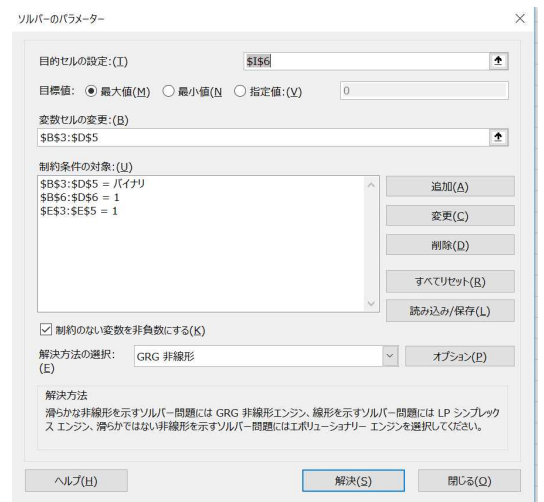 ソルバーのパラメーター
目的セルの設定:(T)
$I$6
目標値:
最大値(M)
最小値(N
指定値:(V)
0
変数セルの変更:(B)
$B$3:$D$5
制約条件の対象:(U)
$B$3:$D$5 = バイナリ
$B$6:$D$6 = 1
$E$3:$E$5 = 1
追加(A)
変更(C)
削除(D)
すべてリセット(R)
読み込み/保存(L)
制約のない変数を非負数にする(K)
解決方法の選択:
(E)
GRG 非線形
オプション(P)
解決方法
滑らかな非線形を示すソルバー問題には GRG 非線形エンジン、線形を示すソルバー問題には LP シンプレック
ス エンジン、滑らかではない非線形を示すソルバー問題にはエボリューショナリー エンジンを選択してください。
ヘルプ(H)
解決(S)
閉じる(O)